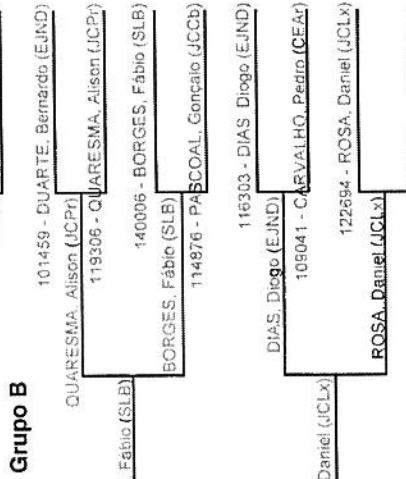 Grupo B
101459 - DUARTE, Bernardo (EJND)
QUARESMA, Alison (JCPr)
119306 - QUARESMA, Alison (JCPr)
Fábio (SLB)
140006 - BORGES, Fábio (SLB)
BORGES, Fábio (SLB)
114876 - PASCOAL, Gonçalo (JCCb)
116303 - DIAS Diogo (EJND)
DIAS, Diogo (EJND)
109041 - CARVALHO, Pedro (CEAr)
Daniel (JCLx)
122694 - ROSA, Daniel (JCLx)
ROSA, Daniel (JCLx)